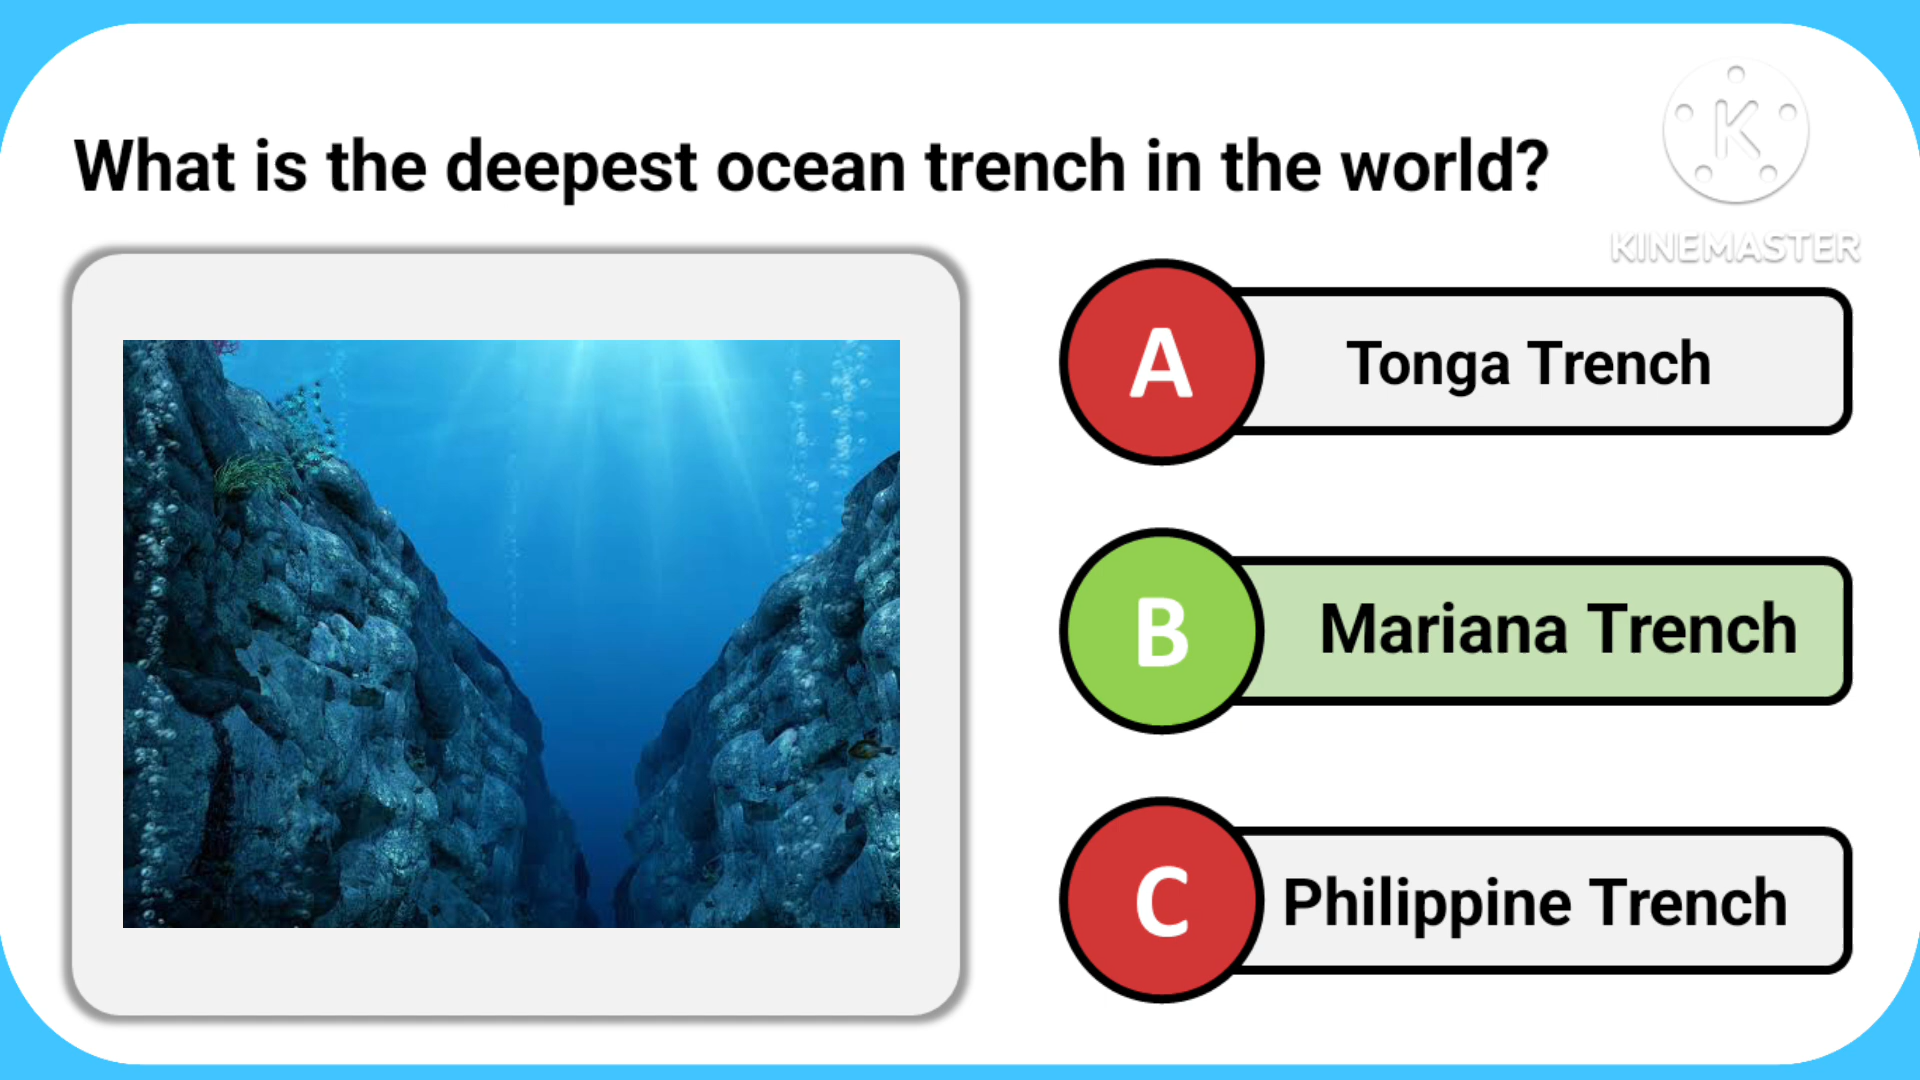 What is the deepest ocean trench in the world?
K
KINEMASTER
A Tonga Trench
B Mariana Trench
C Philippine Trench